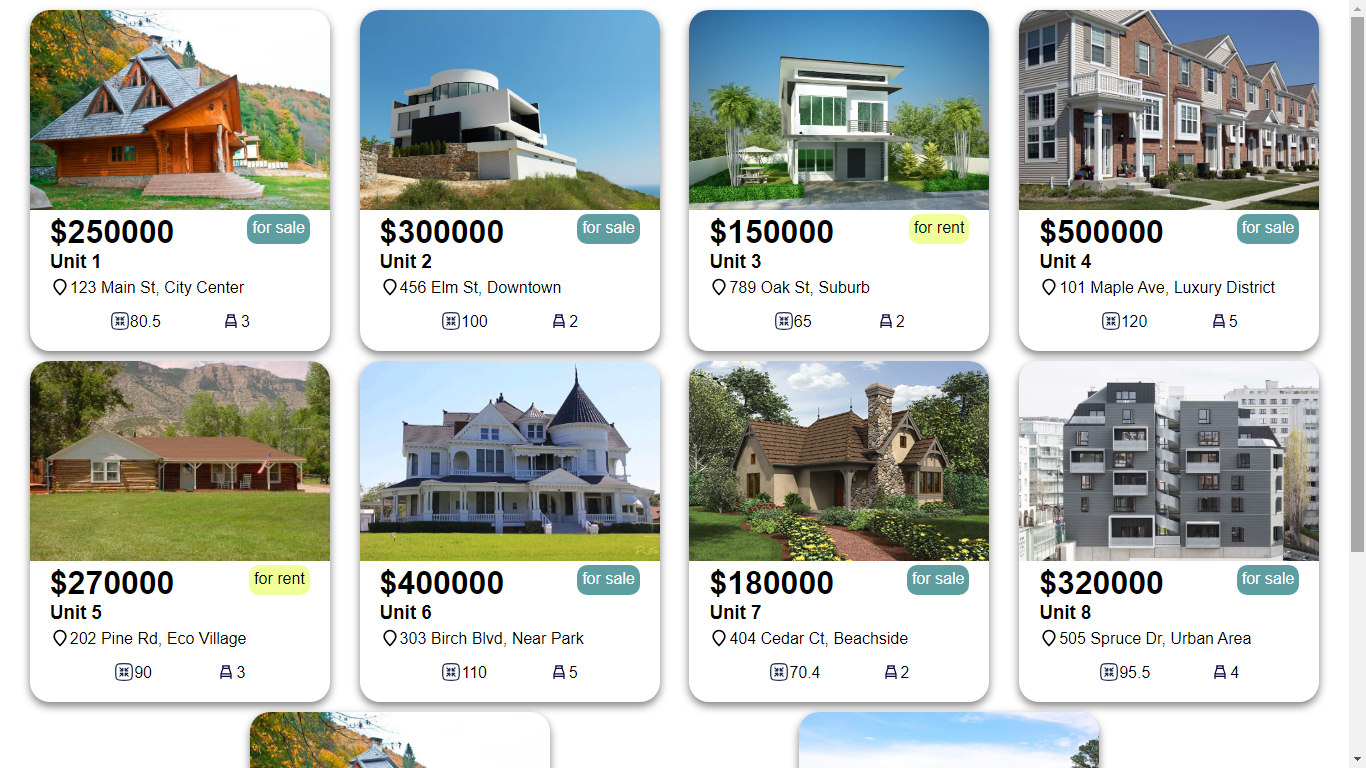 $250000 for sale
Unit 1
123 Main St, City Center
80.5 3
$300000 for sale
Unit 2
456 Elm St, Downtown
100 2
$150000 for rent
Unit 3
789 Oak St, Suburb
65 2
$500000 for sale
Unit 4
101 Maple Ave, Luxury District
120 5
$270000 for rent
Unit 5
202 Pine Rd, Eco Village
90 3
$400000 for sale
Unit 6
303 Birch Blvd, Near Park
110 5
$180000 for sale
Unit 7
404 Cedar Ct, Beachside
70.4 2
$320000 for sale
Unit 8
505 Spruce Dr, Urban Area
95.5 4